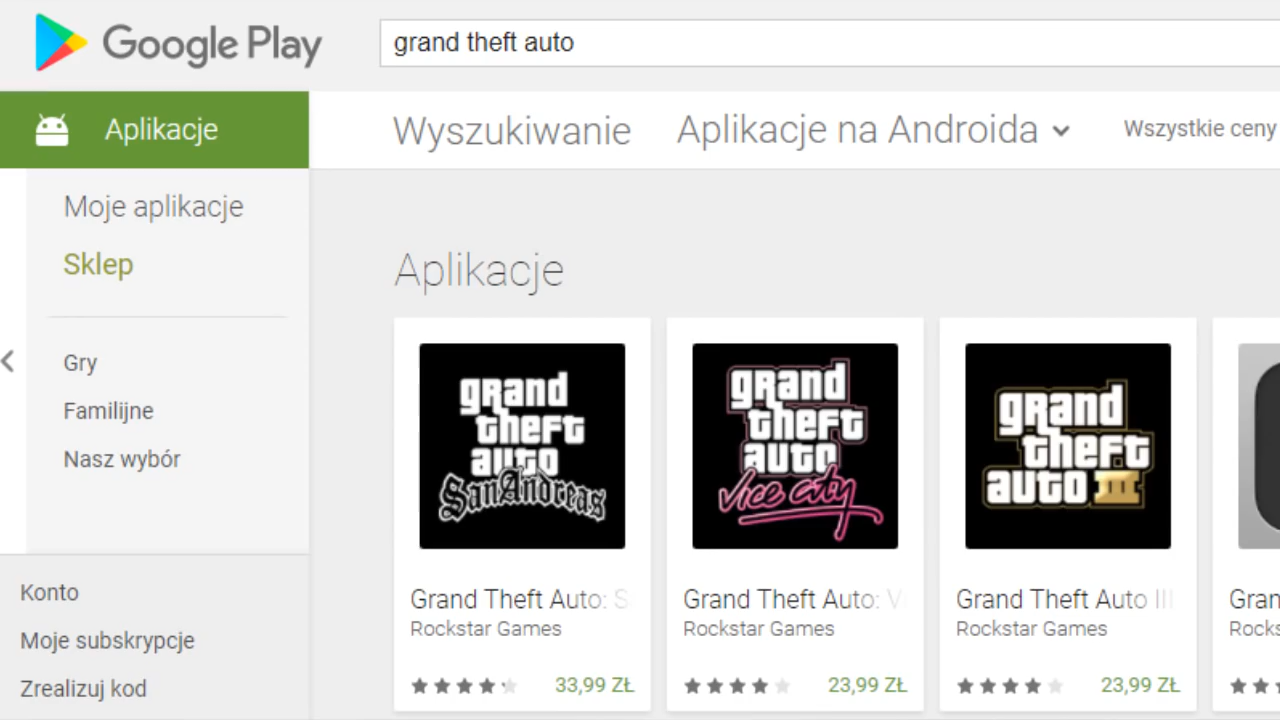 Google Play
grand theft auto
Aplikacje
Wyszukiwanie
Aplikacje na Androida
Wszystkie ceny
Moje aplikacje
Sklep
Gry
Familijne
Nasz wybór
Konto
Moje subskrypcje
Zrealizuj kod
Aplikacje
grand
theft
auto
San Andreas
Grand Theft Auto: S
Rockstar Games
33,99 ZŁ
grand
theft
auto
vice city
Grand Theft Auto: V
Rockstar Games
23,99 ZŁ
grand
theft
auto III
Grand Theft Auto III
Rockstar Games
23,99 ZŁ
Gran
Rocks